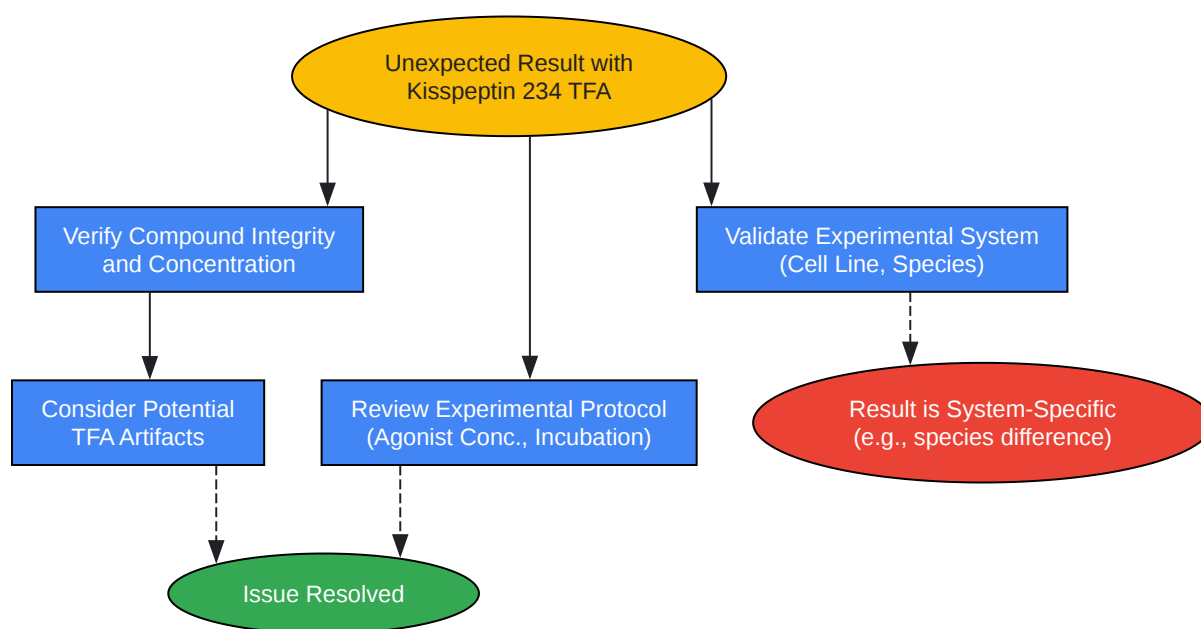 Unexpected Result with
Kisspeptin 234 TFA
Verify Compound Integrity
and Concentration
Validate Experimental System
(Cell Line, Species)
Consider Potential
TFA Artifacts
Review Experimental Protocol
(Agonist Conc., Incubation)
Result is System-Specific
(e.g., species difference)
Issue Resolved